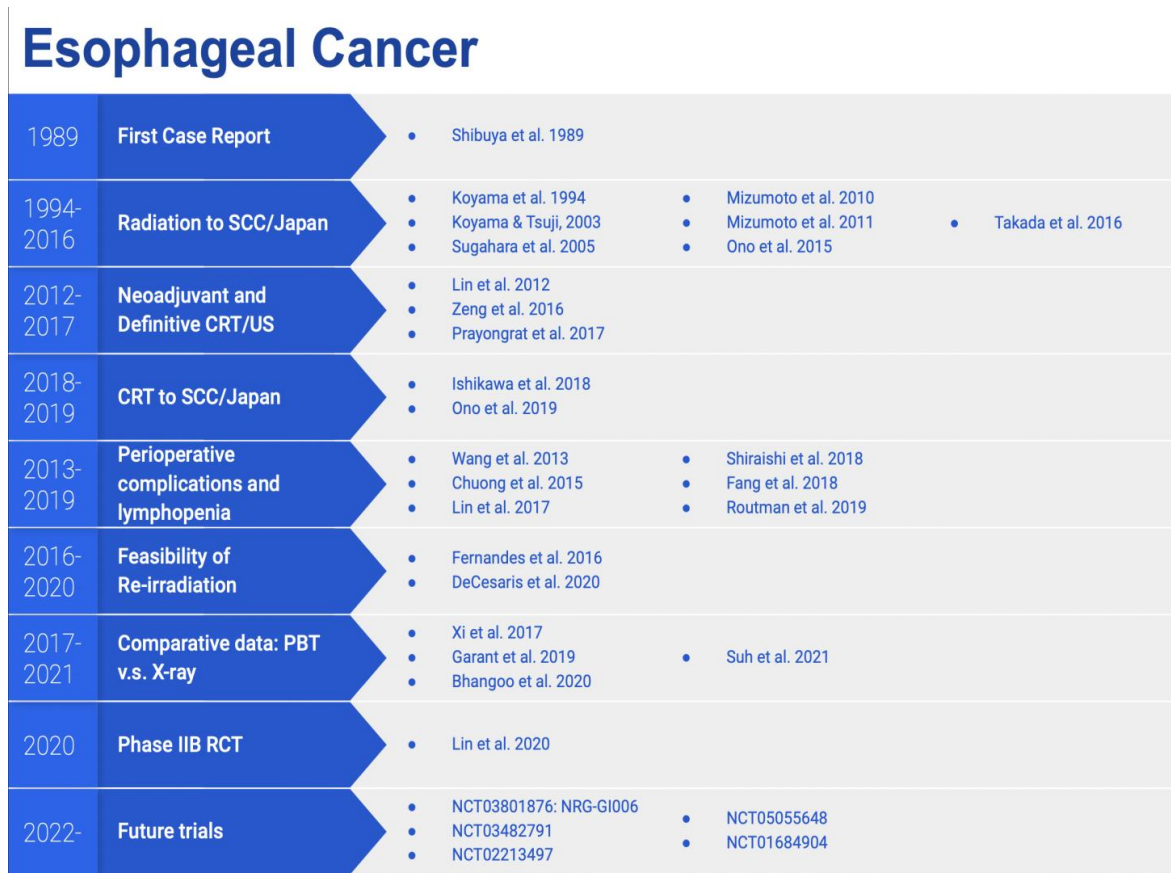 Esophageal Cancer
1989
First Case Report
● Shibuya et al. 1989
1994-
2016
Radiation to SCC/Japan
● Koyama et al. 1994
● Koyama & Tsuji, 2003
● Sugahara et al. 2005
● Mizumoto et al. 2010
● Mizumoto et al. 2011
● Ono et al. 2015
● Takada et al. 2016
2012-
2017
Neoadjuvant and
Definitive CRT/US
● Lin et al. 2012
● Zeng et al. 2016
● Prayongrat et al. 2017
2018-
2019
CRT to SCC/Japan
● Ishikawa et al. 2018
● Ono et al. 2019
2013-
2019
Perioperative
complications and
lymphopenia
● Wang et al. 2013
● Chuong et al. 2015
● Lin et al. 2017
● Shiraishi et al. 2018
● Fang et al. 2018
● Routman et al. 2019
2016-
2020
Feasibility of
Re-irradiation
● Fernandes et al. 2016
● DeCesaris et al. 2020
2017-
2021
Comparative data: PBT
v.s. X-ray
● Xi et al. 2017
● Garant et al. 2019
● Bhangoo et al. 2020
● Suh et al. 2021
2020
Phase IIB RCT
● Lin et al. 2020
2022-
Future trials
● NCT03801876: NRG-GI006
● NCT03482791
● NCT02213497
● NCT05055648
● NCT01684904